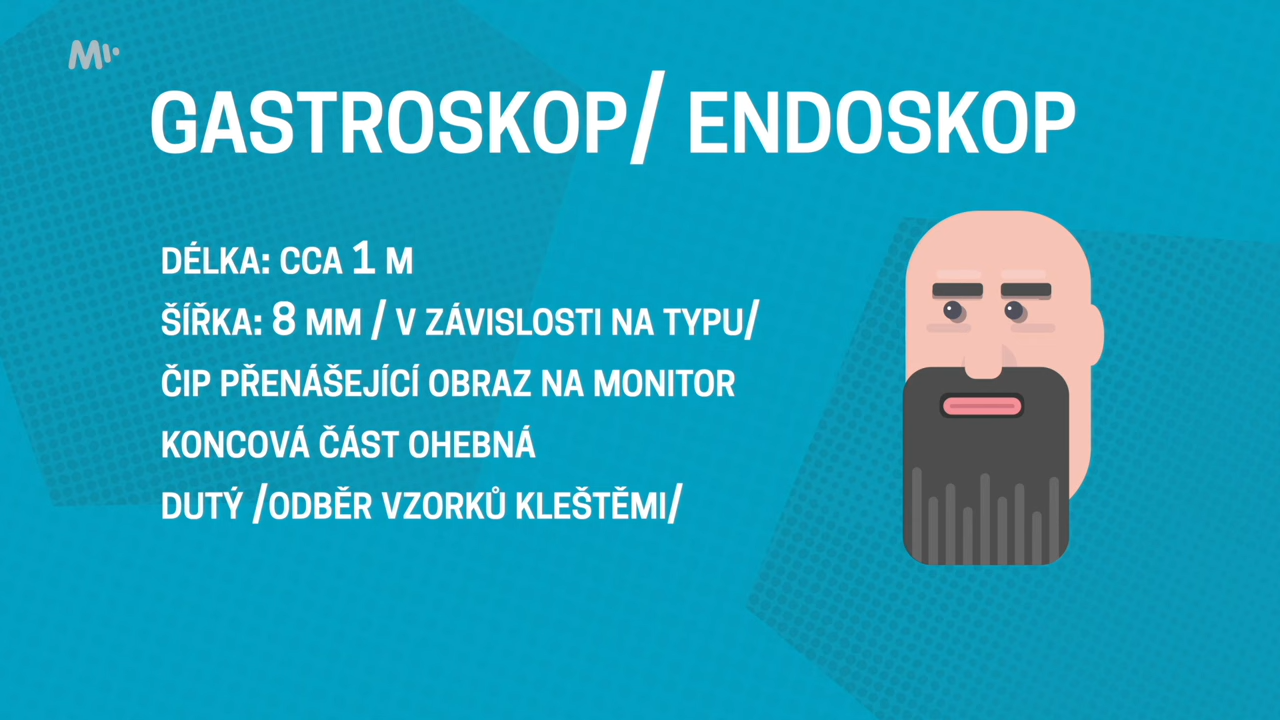 M
GASTROSKOP/ ENDOSKOP
DÉLKA: CCA 1 M
ŠÍŘKA: 8 MM / V ZÁVISLOSTI NA TYPU/
ČIP PŘENÁŠEJÍCÍ OBRAZ NA MONITOR
KONCOVÁ ČÁST OHEBNÁ
DUTÝ /ODBĚR VZORKŮ KLEŠTĚMI/